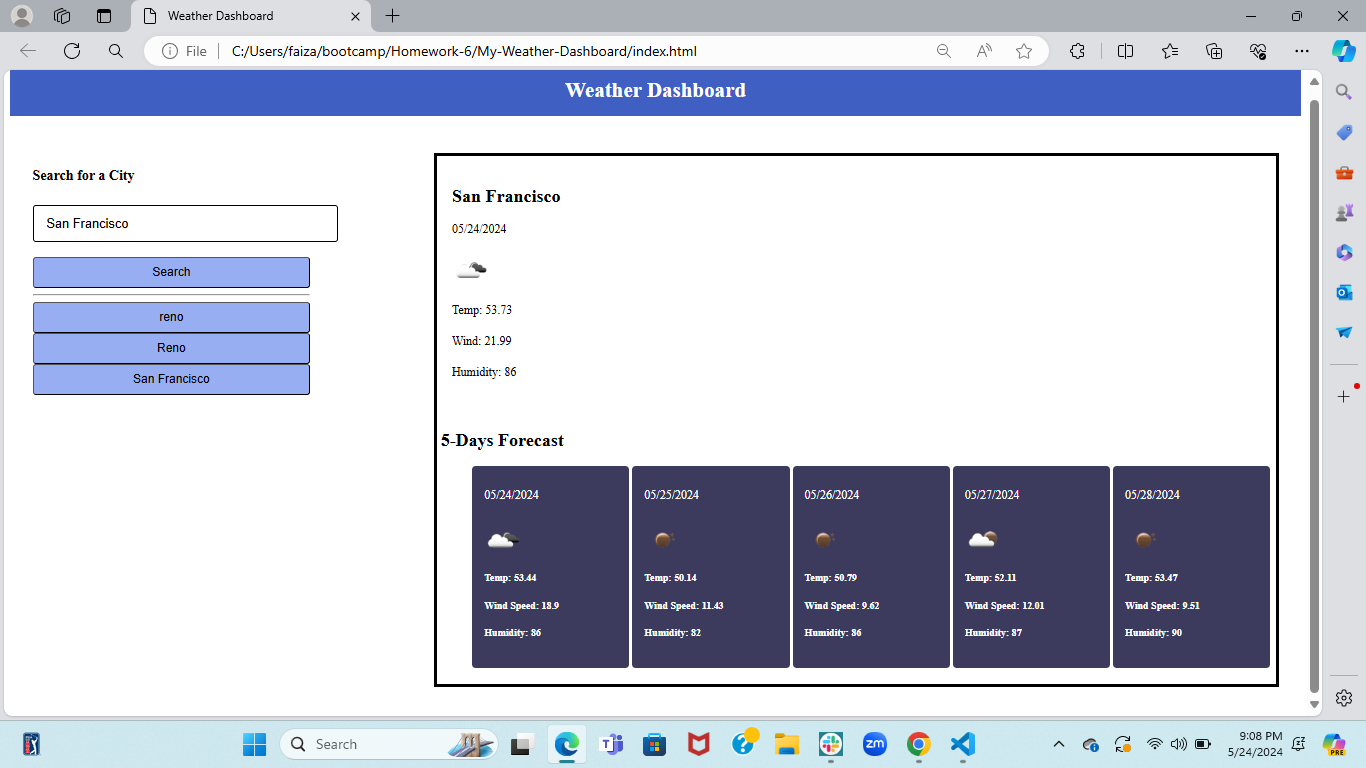 Weather Dashboard
File
C:/Users/faiza/bootcamp/Homework-6/My-Weather-Dashboard/index.html
Weather Dashboard
Search for a City
San Francisco
Search
reno
Reno
San Francisco
San Francisco
05/24/2024
Temp: 53.73
Wind: 21.99
Humidity: 86
5-Days Forecast
05/24/2024
Temp: 53.44
Wind Speed: 18.9
Humidity: 86
05/25/2024
Temp: 50.14
Wind Speed: 11.43
Humidity: 82
05/26/2024
Temp: 50.79
Wind Speed: 9.62
Humidity: 86
05/27/2024
Temp: 52.11
Wind Speed: 12.01
Humidity: 87
05/28/2024
Temp: 53.47
Wind Speed: 9.51
Humidity: 90
Search
zm
9:08 PM
5/24/2024
PRE